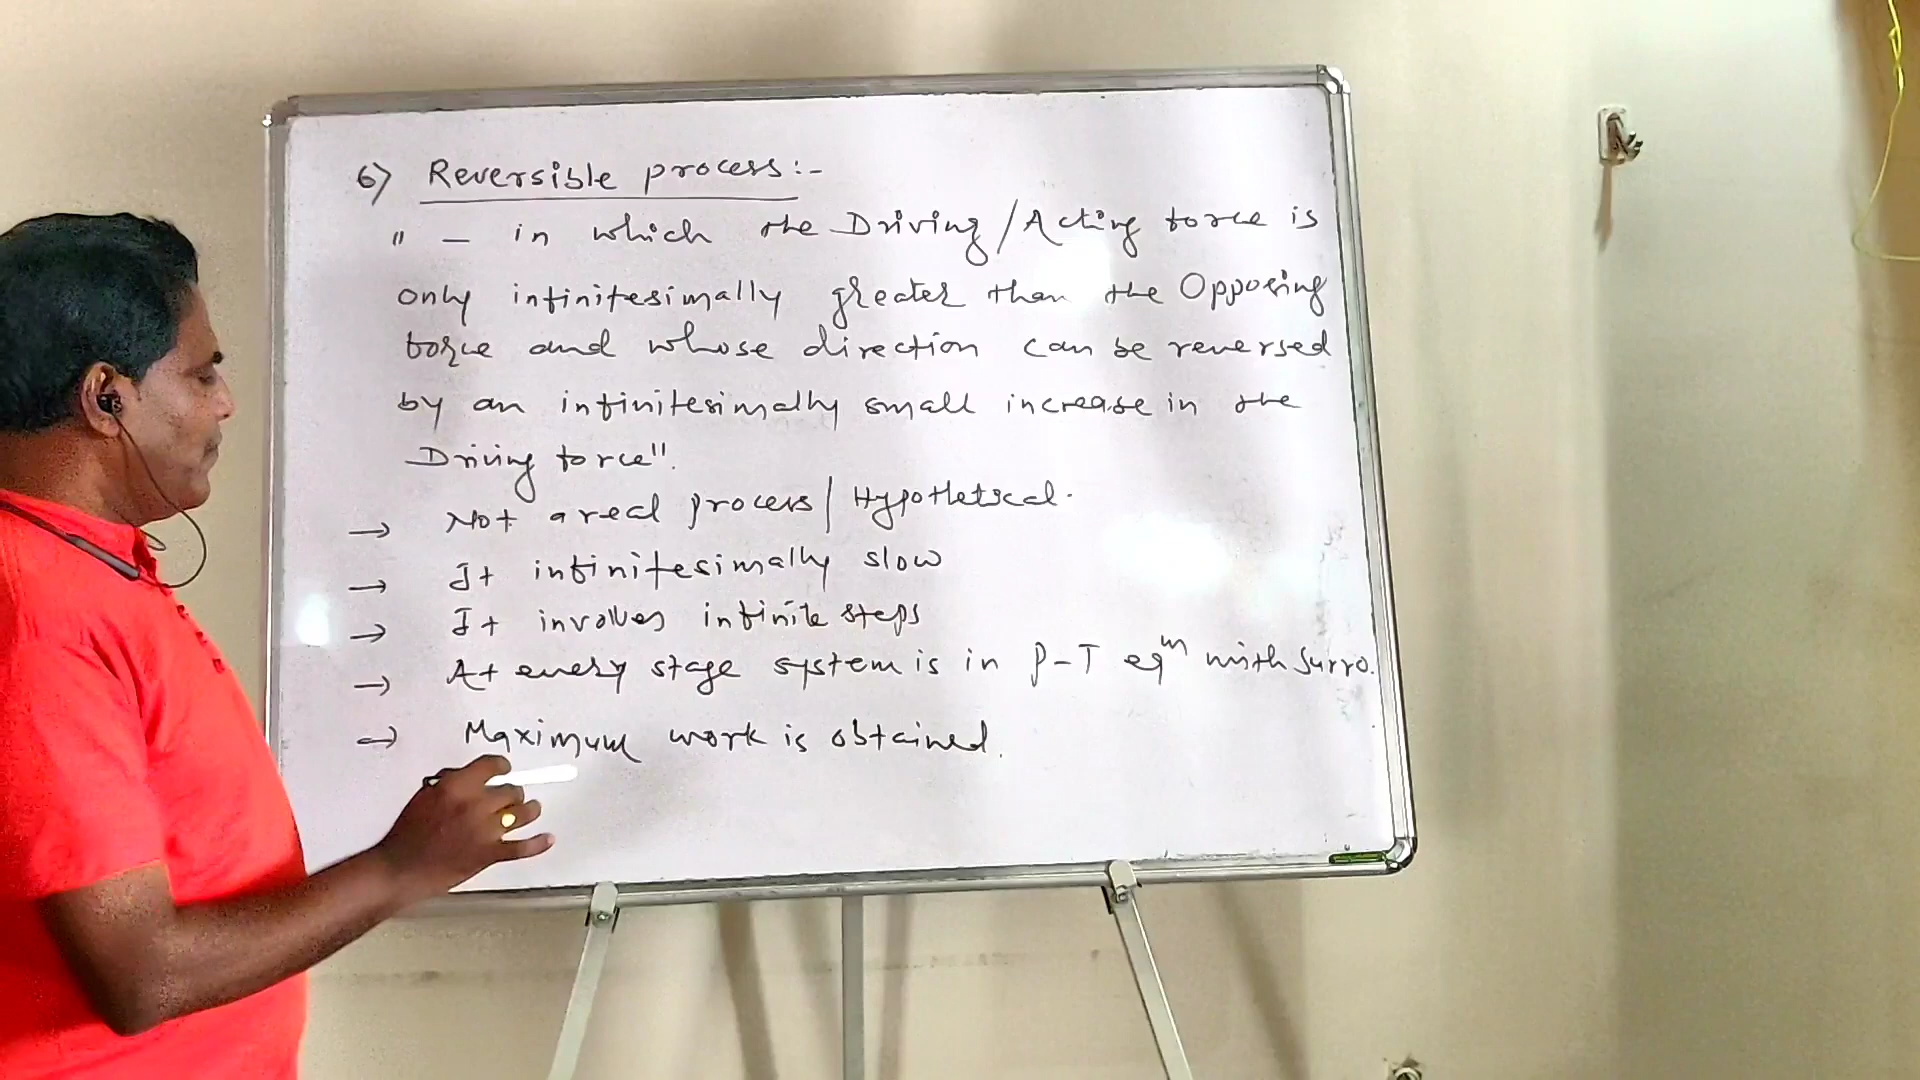 6) Reversible process:-
" — in which the Driving/Acting force is
only infinitesimally greater than the Opposing
force and whose direction can be reversed
by an infinitesimally small increase in the
Driving force".
→ Not a real process/Hypothetical.
→ It infinitesimally slow
→ It involves infinite steps
→ At every stage system is in P-T eqm with Surro.
→ Maximum work is obtained.